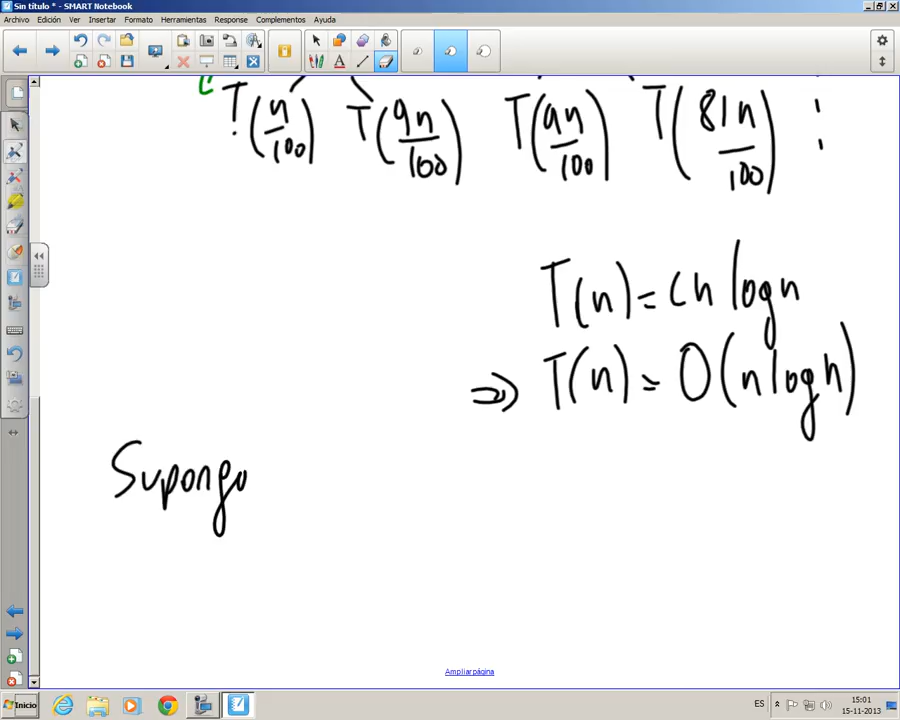 Sin título * - SMART Notebook
Archivo Edición Ver Insertar Formato Herramientas Response Complementos Ayuda
T(n/100) T(9n/100) T(9n/100) T(81n/100)
T(n) = cn log n
⇒ T(n) = O(n log n)
Supongo
Ampliar página
Inicio
ES
15:01
15-11-2013